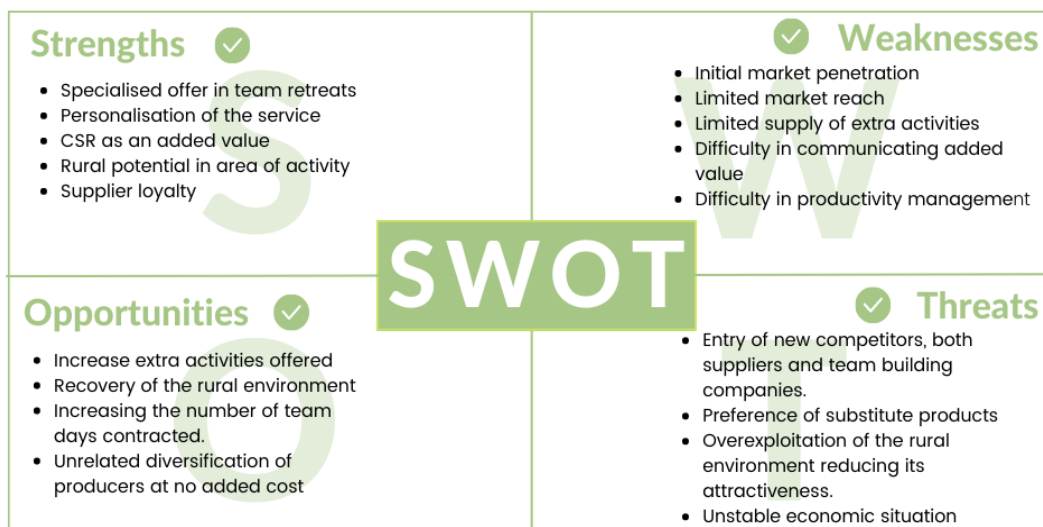 Strengths
• Specialised offer in team retreats
• Personalisation of the service
• CSR as an added value
• Rural potential in area of activity
• Supplier loyalty
S
Weaknesses
• Initial market penetration
• Limited market reach
• Limited supply of extra activities
• Difficulty in communicating added
value
• Difficulty in productivity management
W
SWOT
Opportunities
• Increase extra activities offered
• Recovery of the rural environment
• Increasing the number of team
days contracted.
• Unrelated diversification of
producers at no added cost
O
Threats
• Entry of new competitors, both
suppliers and team building
companies.
• Preference of substitute products
• Overexploitation of the rural
environment reducing its
attractiveness.
• Unstable economic situation
T